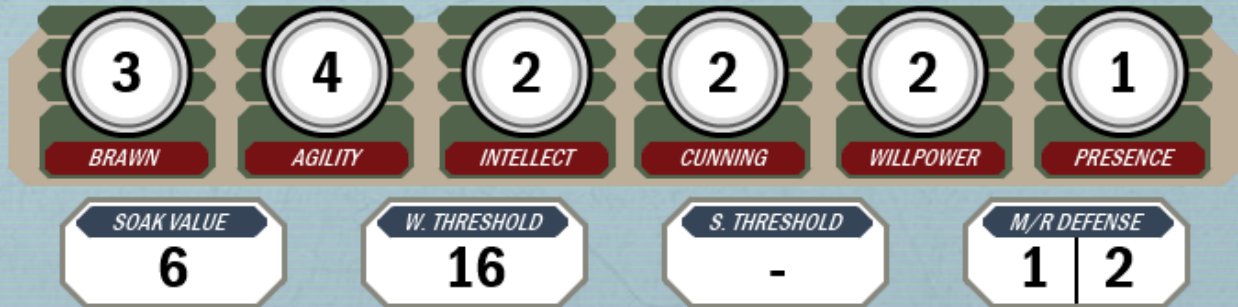 3 4 2 2 2 1
BRAWN AGILITY INTELLECT CUNNING WILLPOWER PRESENCE
SOAK VALUE W. THRESHOLD S. THRESHOLD M/R DEFENSE
6 16 - 1 2